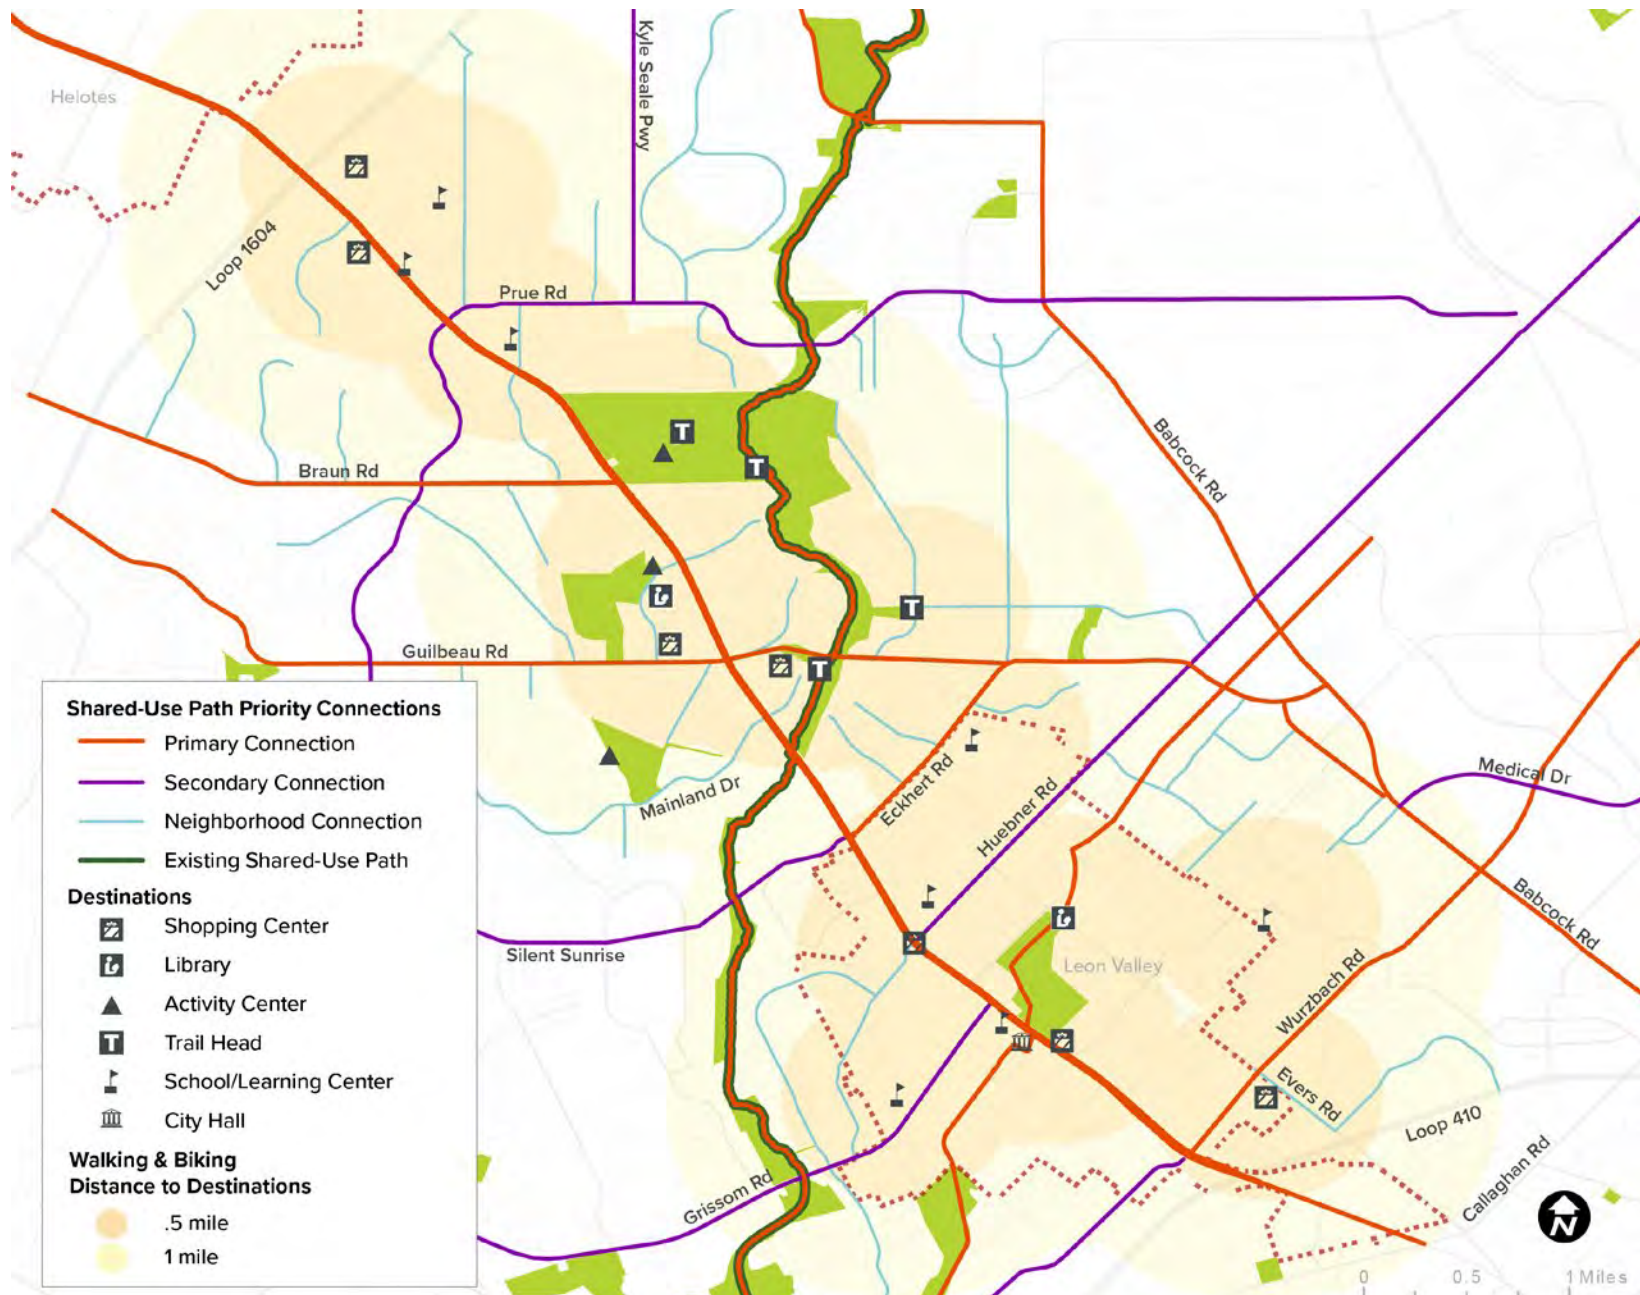 Helotes
Kyle Seale Pwy
Loop 1604
Prue Rd
Babcock Rd
Braun Rd
T
T
T
Guilbeau Rd
T
Mainland Dr
Eckhert Rd
Huebner Rd
Medical Dr
Babcock Rd
Silent Sunrise
Leon Valley
Wurzbach Rd
Evers Rd
Loop 410
Callaghan Rd
Grissom Rd
N
0 0.5 1 Miles
Shared-Use Path Priority Connections
Primary Connection
Secondary Connection
Neighborhood Connection
Existing Shared-Use Path
Destinations
Shopping Center
Library
Activity Center
T Trail Head
School/Learning Center
City Hall
Walking & Biking
Distance to Destinations
.5 mile
1 mile